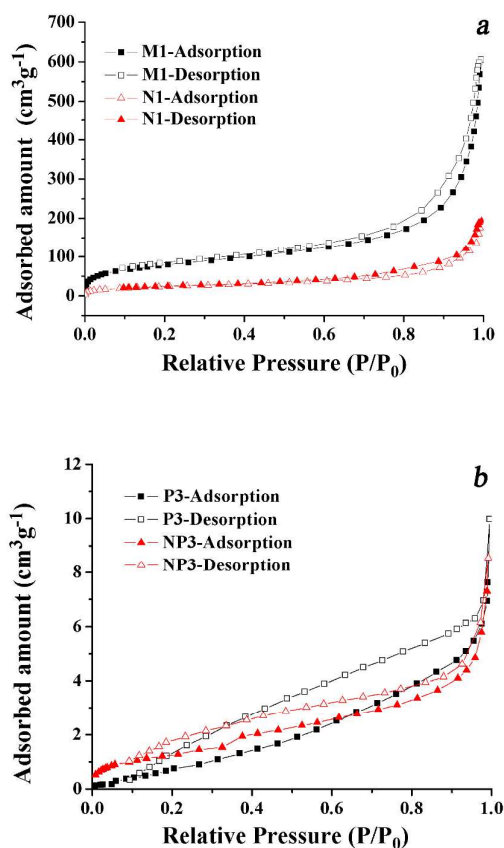 a
M1-Adsorption
M1-Desorption
N1-Adsorption
N1-Desorption
Adsorbed amount (cm³g⁻¹)
700
600
500
400
300
200
100
0
0.0 0.2 0.4 0.6 0.8 1.0
Relative Pressure (P/P₀)
b
P3-Adsorption
P3-Desorption
NP3-Adsorption
NP3-Desorption
Adsorbed amount (cm³g⁻¹)
12
10
8
6
4
2
0
0.0 0.2 0.4 0.6 0.8 1.0
Relative Pressure (P/P₀)